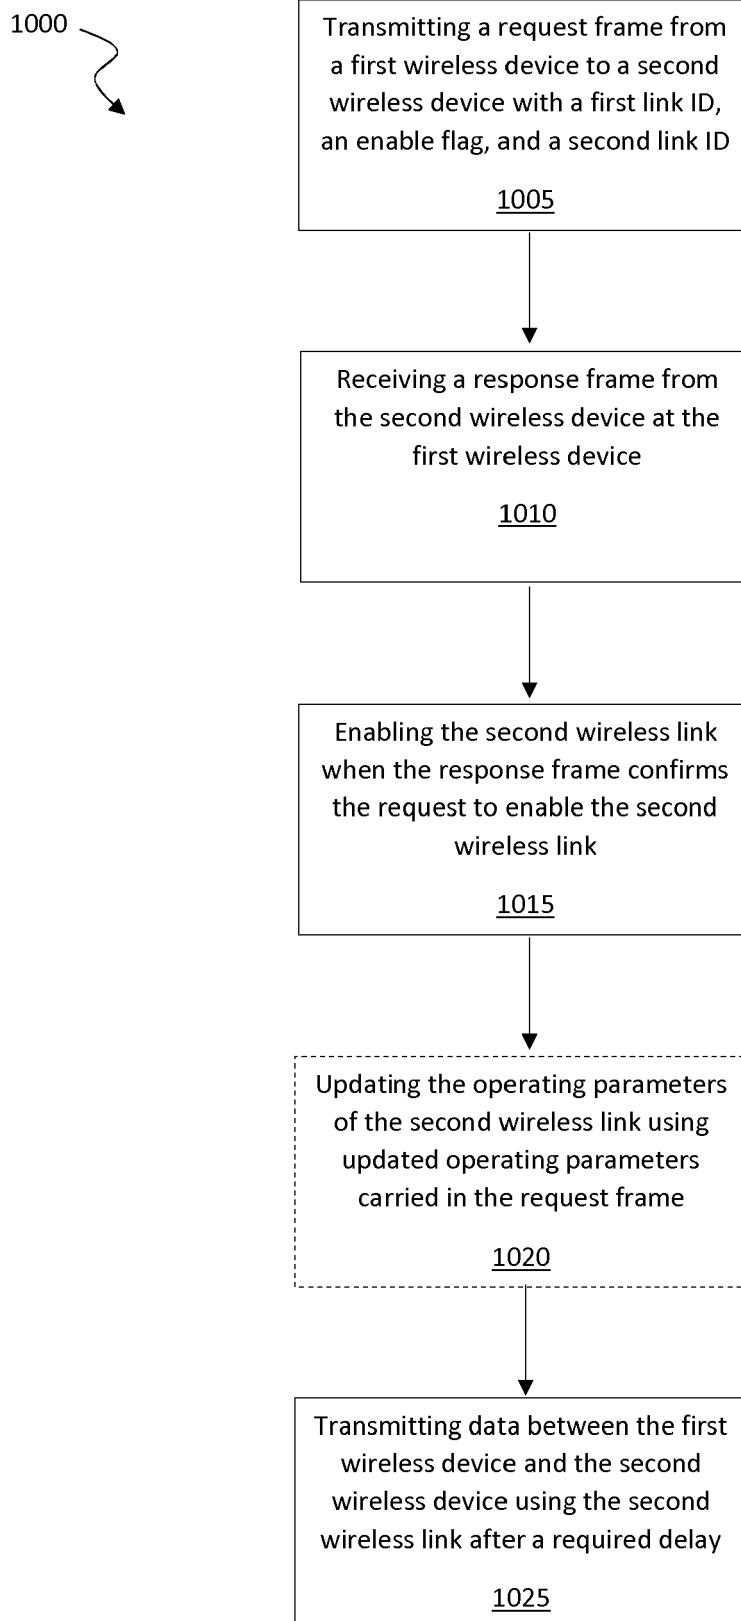 1000
Transmitting a request frame from
a first wireless device to a second
wireless device with a first link ID,
an enable flag, and a second link ID
1005
Receiving a response frame from
the second wireless device at the
first wireless device
1010
Enabling the second wireless link
when the response frame confirms
the request to enable the second
wireless link
1015
Updating the operating parameters
of the second wireless link using
updated operating parameters
carried in the request frame
1020
Transmitting data between the first
wireless device and the second
wireless device using the second
wireless link after a required delay
1025